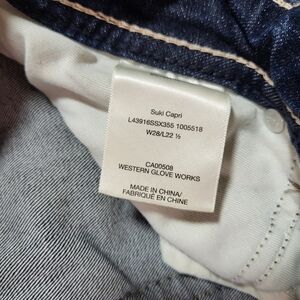 Suki Capri
L43916SSX355 1005518
W28/L22 ½
CA00508
WESTERN GLOVE WORKS
MADE IN CHINA/
FABRIQUÉ EN CHINE